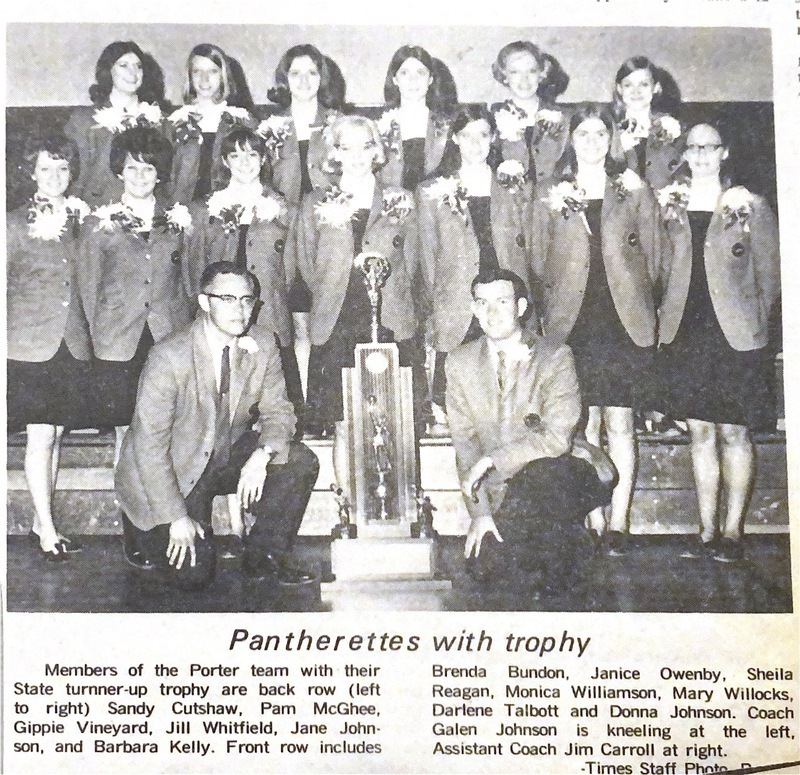 Pantherettes with trophy
Members of the Porter team with their
State turnner-up trophy are back row (left
to right) Sandy Cutshaw, Pam McGhee,
Gippie Vineyard, Jill Whitfield, Jane John-
son, and Barbara Kelly. Front row includes
Brenda Bundon, Janice Owenby, Sheila
Reagan, Monica Williamson, Mary Willocks,
Darlene Talbott and Donna Johnson. Coach
Galen Johnson is kneeling at the left,
Assistant Coach Jim Carroll at right.
-Times Staff Photo